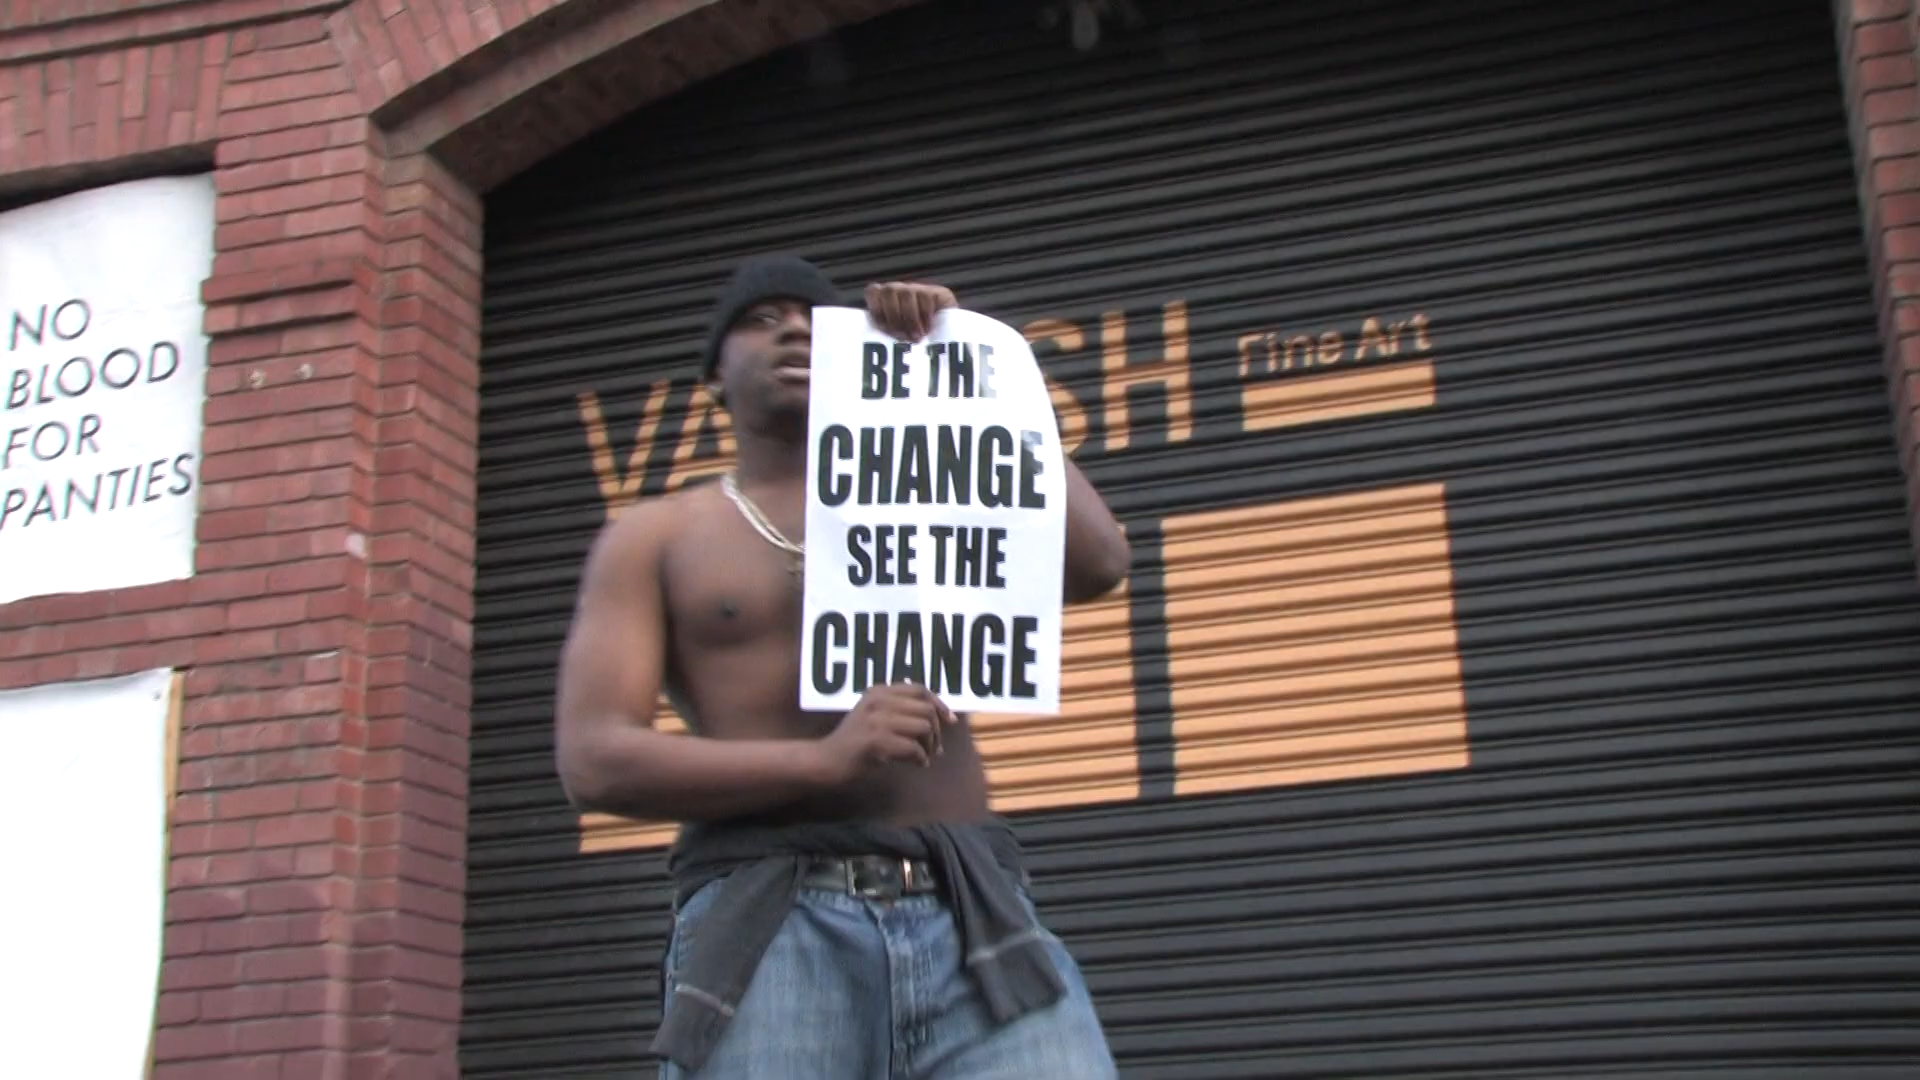 NO
BLOOD
FOR
PANTIES
BE THE
CHANGE
SEE THE
CHANGE
Fine Art